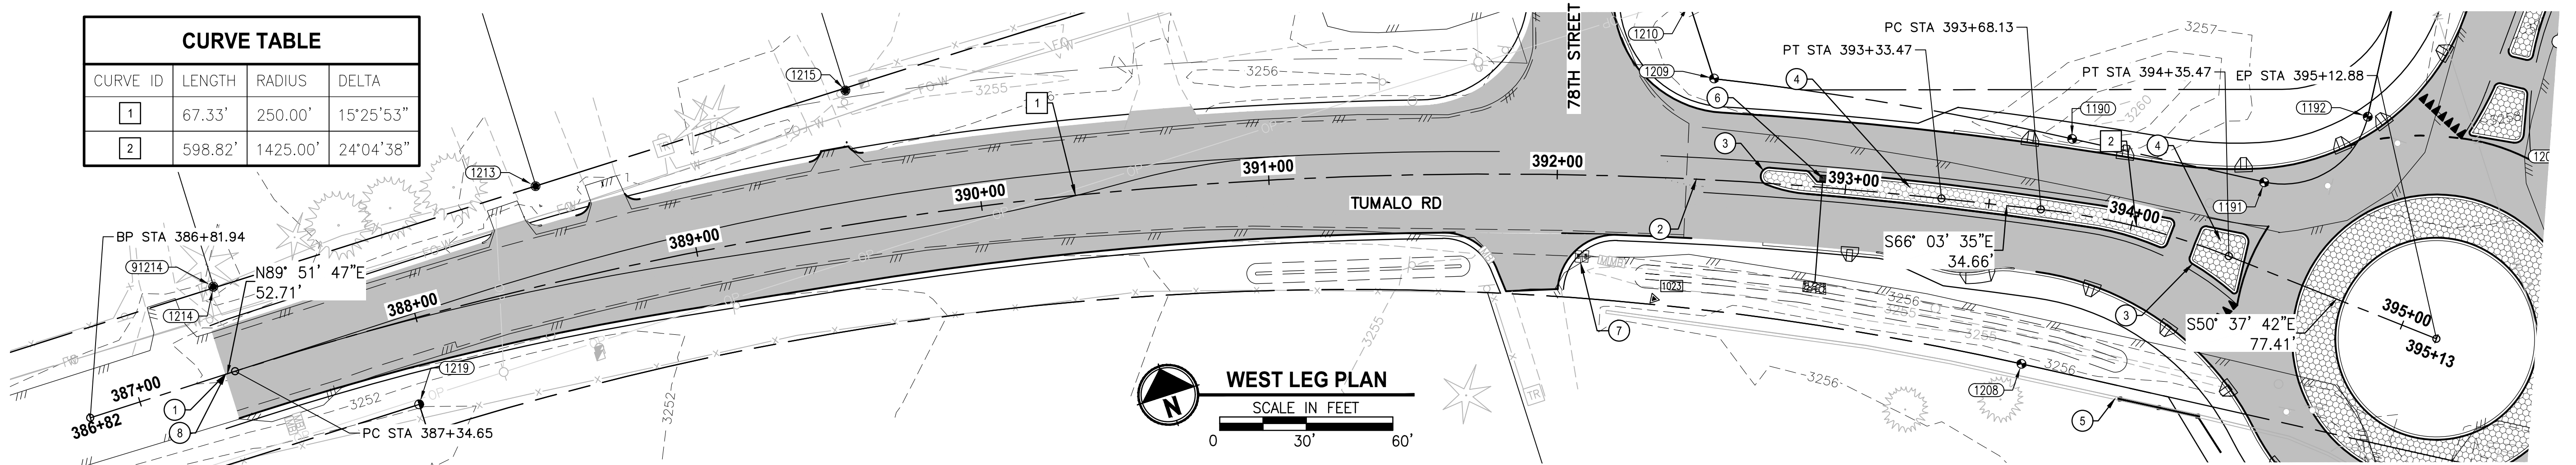 CURVE TABLE
CURVE ID LENGTH RADIUS DELTA
1 67.33' 250.00' 15°25'53"
2 598.82' 1425.00' 24°04'38"
BP STA 386+81.94
91214
1214
N89° 51' 47"E
52.71'
387+00
386+82
1
8
PC STA 387+34.65
388+00
1219
3252
3252
1213
389+00
1215
390+00
1
391+00
3255
3256
392+00
TUMALO RD
78TH STREET
WEST LEG PLAN
N
SCALE IN FEET
0 30' 60'
1210
1209
6
3
2
7
1023
4
PT STA 393+33.47
PC STA 393+68.13
393+00
S66° 03' 35"E
34.66'
394+00
3257
3260
PT STA 394+35.47
EP STA 395+12.88
1190
2
4
1192
1191
3
S50° 37' 42"E
77.41'
395+00
395+13
3256
3255
3255
3255
3256
3256
1208
5